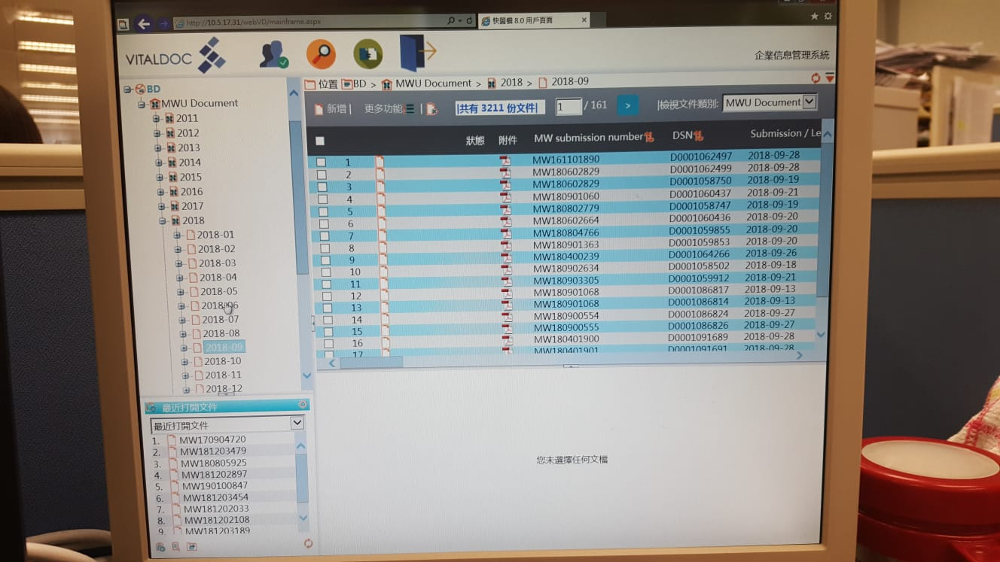 http://10.5.17.31/webVD/mainframe.aspx
快圖櫃 8.0 用戶頁面
VITALDOC
企業信息管理系統
BD
MWU Document
2011
2012
2013
2014
2015
2016
2017
2018
2018-01
2018-02
2018-03
2018-04
2018-05
2018-06
2018-07
2018-08
2018-09
2018-10
2018-11
2018-12
位置 BD > MWU Document > 2018 > 2018-09
新增 | 更多功能 | |共有 3211 份文件| 1 / 161 > |檢視文件類別: MWU Document
狀態 附件 MW submission number DSN Submission / Le
1 MW161101890 D0001062497 2018-09-28
2 MW180602829 D0001062499 2018-09-28
3 MW180602829 D0001058750 2018-09-19
4 MW180901060 D0001060437 2018-09-21
5 MW180802779 D0001058747 2018-09-19
6 MW180602664 D0001060436 2018-09-20
7 MW180804766 D0001059855 2018-09-20
8 MW180901363 D0001059853 2018-09-20
9 MW180400239 D0001064266 2018-09-26
10 MW180902634 D0001058502 2018-09-18
11 MW180903305 D0001059912 2018-09-21
12 MW180901068 D0001086817 2018-09-13
13 MW180901068 D0001086814 2018-09-13
14 MW180900554 D0001086824 2018-09-27
15 MW180900555 D0001086826 2018-09-27
16 MW180401900 D0001091689 2018-09-28
17 MW180401901 D0001091691 2018-09-28
最近打開文件
最近打開文件
1. MW170904720
2. MW181203479
3. MW180805925
4. MW181202897
5. MW190100847
6. MW181203454
7. MW181202033
8. MW181202108
9. MW181203189
您未選擇任何文檔